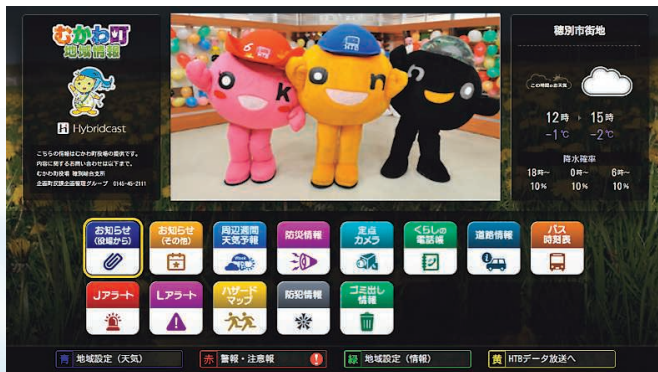 むかわ町
地域情報
Hybridcast
こちらの情報はむかわ町役場の提供です。
内容に関するお問い合わせは以下まで。
むかわ町役場 穂別総合支所
0145-45-2111
HTB
k
o
n
穂別市街地
この時間のお天気
12時 15時
-1℃ -2℃
降水確率
18時~ 0時~ 6時~
10% 10% 10%
お知らせ
(役場から)
お知らせ
(その他)
周辺週間
天気予報
防災情報
定点
カメラ
くらしの
電話帳
道路情報
バス
時刻表
Jアラート
Lアラート
ハザード
マップ
防犯情報
ゴミ出し
情報
青 地域設定(天気)
赤 警報・注意報
緑 地域設定(情報)
黄 HTBデータ放送へ